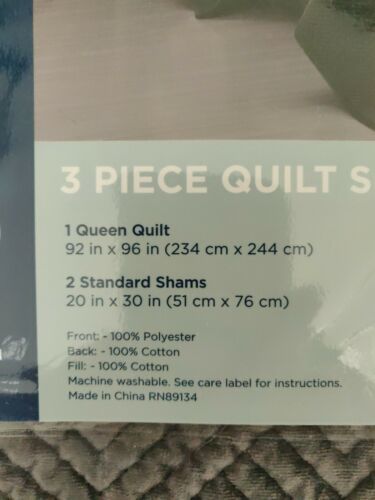 3 PIECE QUILT S
1 Queen Quilt
92 in x 96 in (234 cm x 244 cm)
2 Standard Shams
20 in x 30 in (51 cm x 76 cm)
Front: - 100% Polyester
Back: - 100% Cotton
Fill: - 100% Cotton
Machine washable. See care label for instructions.
Made in China RN89134